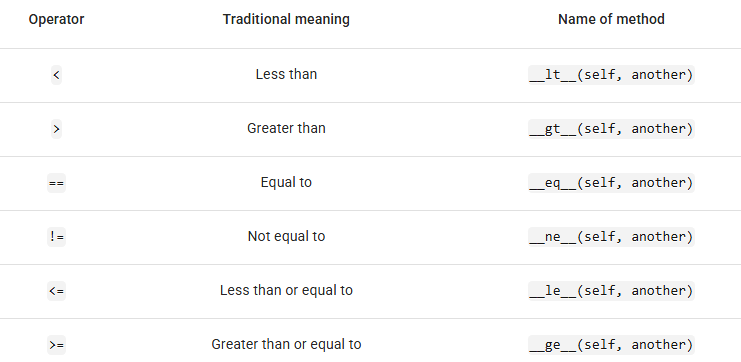 Operator Traditional meaning Name of method
< Less than __lt__(self, another)
> Greater than __gt__(self, another)
== Equal to __eq__(self, another)
!= Not equal to __ne__(self, another)
<= Less than or equal to __le__(self, another)
>= Greater than or equal to __ge__(self, another)